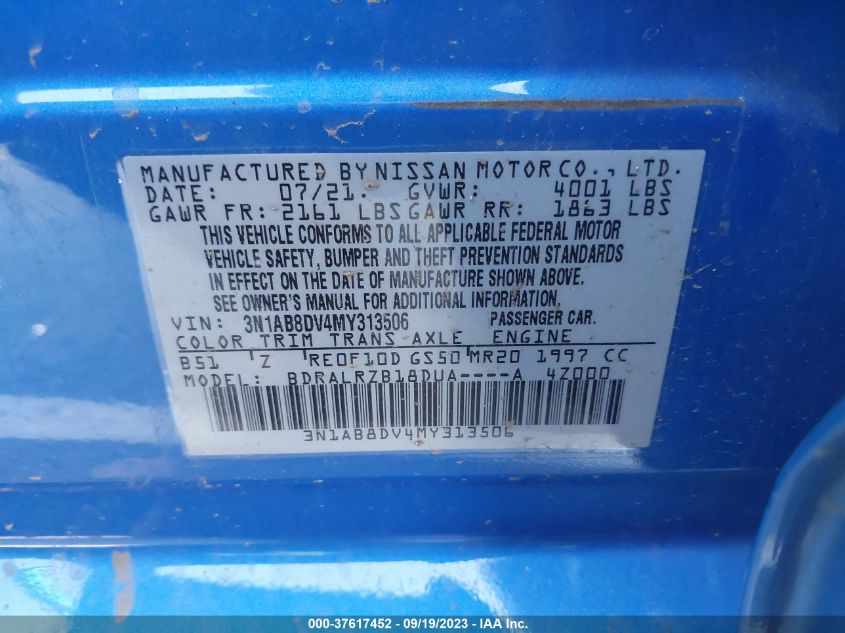 MANUFACTURED BY NISSAN MOTOR CO., LTD.
DATE: 07/21. GVWR: 4001 LBS
GAWR FR: 2161 LBS GAWR RR: 1863 LBS
THIS VEHICLE CONFORMS TO ALL APPLICABLE FEDERAL MOTOR
VEHICLE SAFETY, BUMPER AND THEFT PREVENTION STANDARDS
IN EFFECT ON THE DATE OF MANUFACTURE SHOWN ABOVE.
SEE OWNER'S MANUAL FOR ADDITIONAL INFORMATION.
VIN: 3N1AB8DV4MY313506 PASSENGER CAR.
COLOR TRIM TRANS AXLE ENGINE
B51 Z RE0F10D GS50 MR20 1997 CC
MODEL: BDRALRZB18DUA----A 4Z000
3N1AB8DV4MY313506
000-37617452 - 09/19/2023 - IAA Inc.